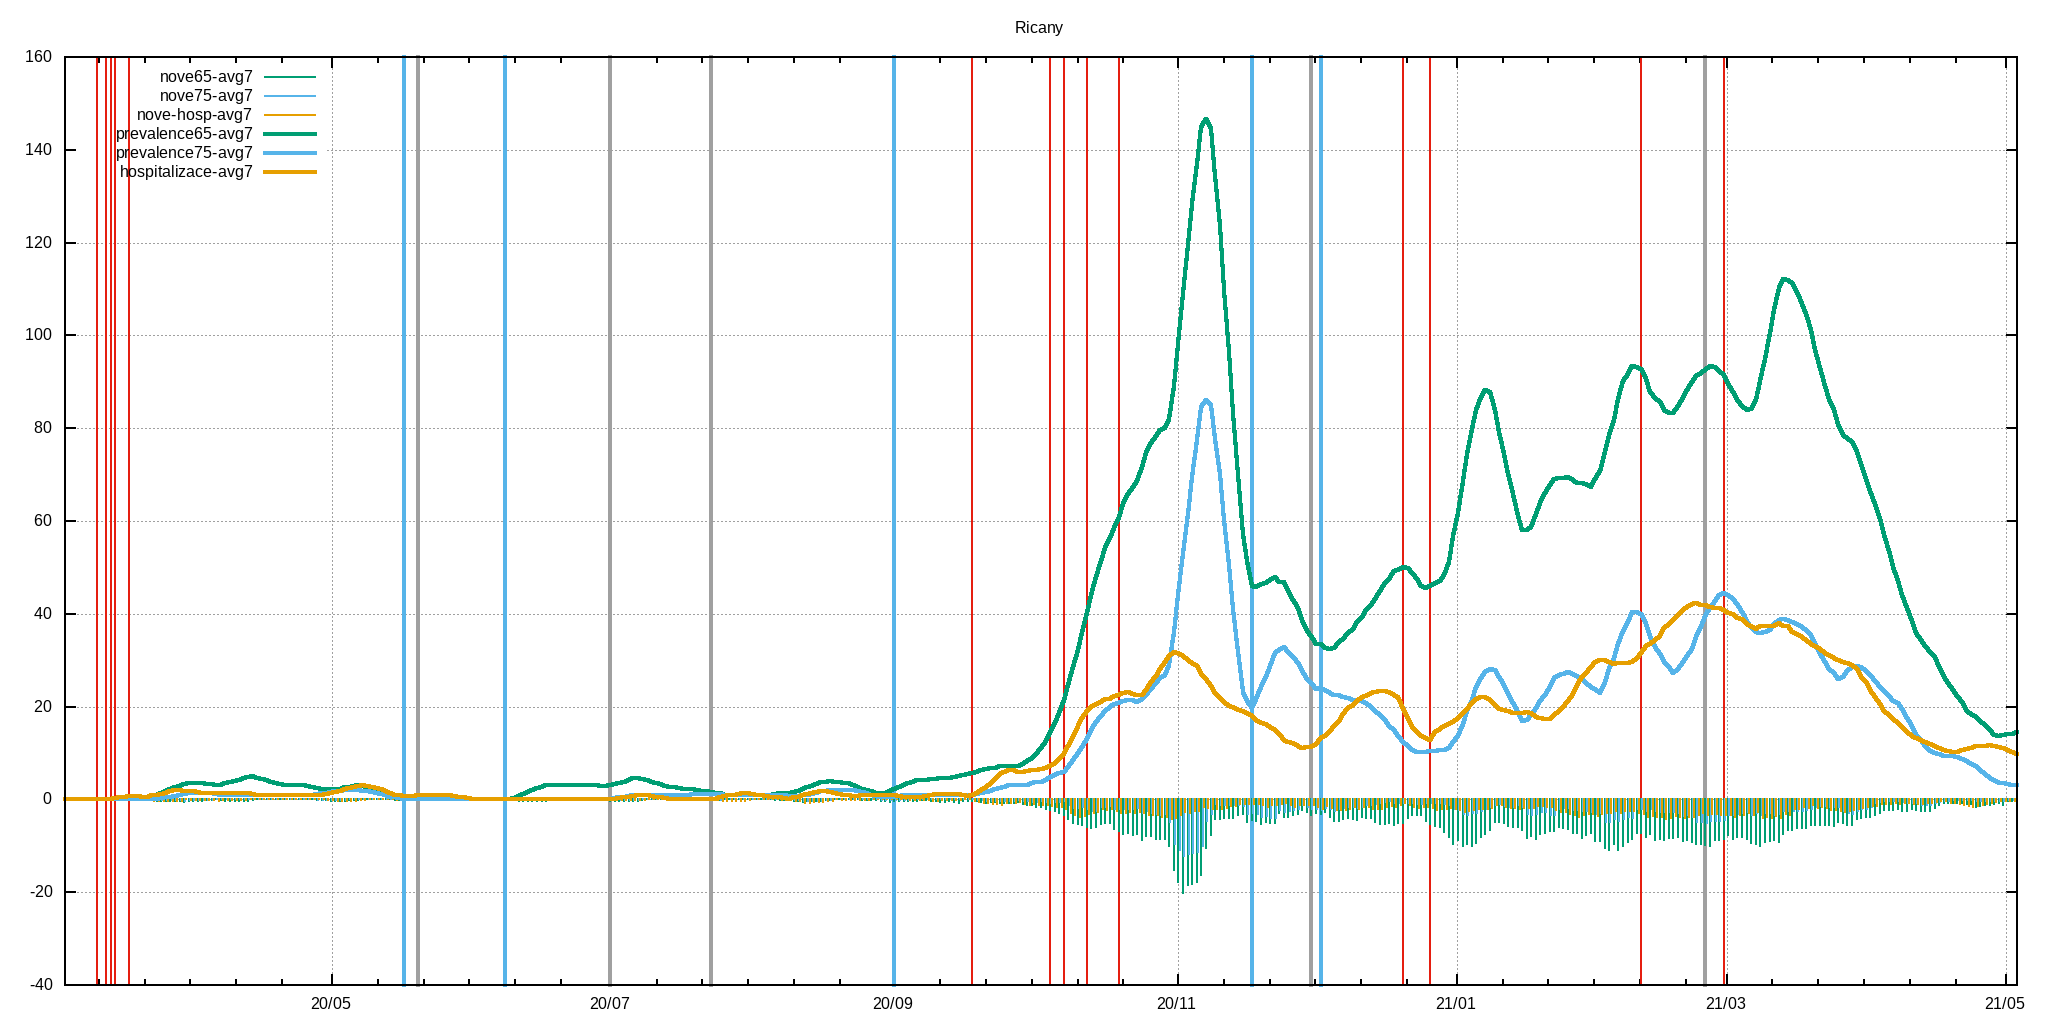 Ricany
nove65-avg7
nove75-avg7
nove-hosp-avg7
prevalence65-avg7
prevalence75-avg7
hospitalizace-avg7
160
140
120
100
80
60
40
20
0
-20
-40
20/05 20/07 20/09 20/11 21/01 21/03 21/05